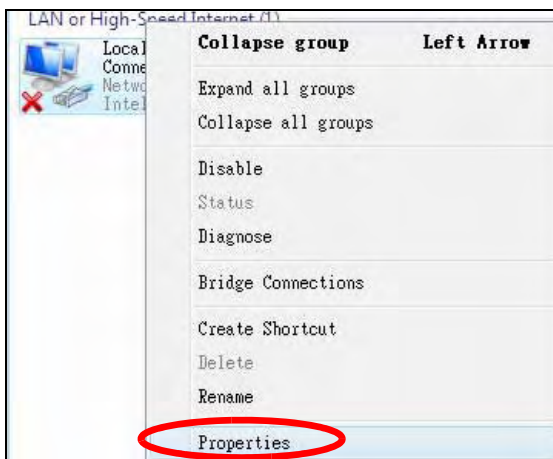 LAN or High-Speed Internet (1)
Local
Conne
Netwo
Intel
Collapse group Left Arrow
Expand all groups
Collapse all groups
Disable
Status
Diagnose
Bridge Connections
Create Shortcut
Delete
Rename
Properties